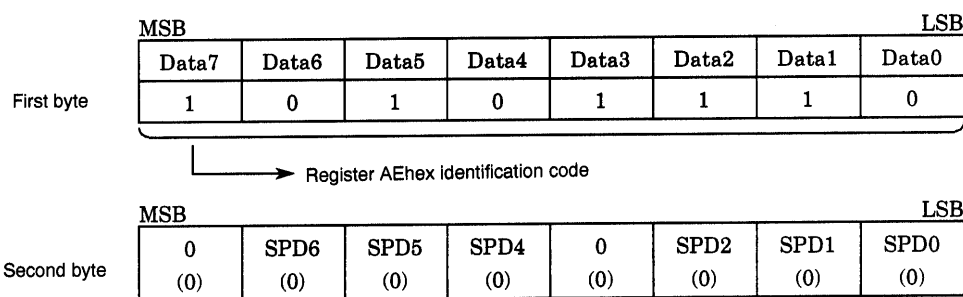 MSB LSB
Data7 Data6 Data5 Data4 Data3 Data2 Data1 Data0
First byte 1 0 1 0 1 1 1 0
Register AEhex identification code
MSB LSB
0 SPD6 SPD5 SPD4 0 SPD2 SPD1 SPD0
Second byte
(0) (0) (0) (0) (0) (0) (0) (0)